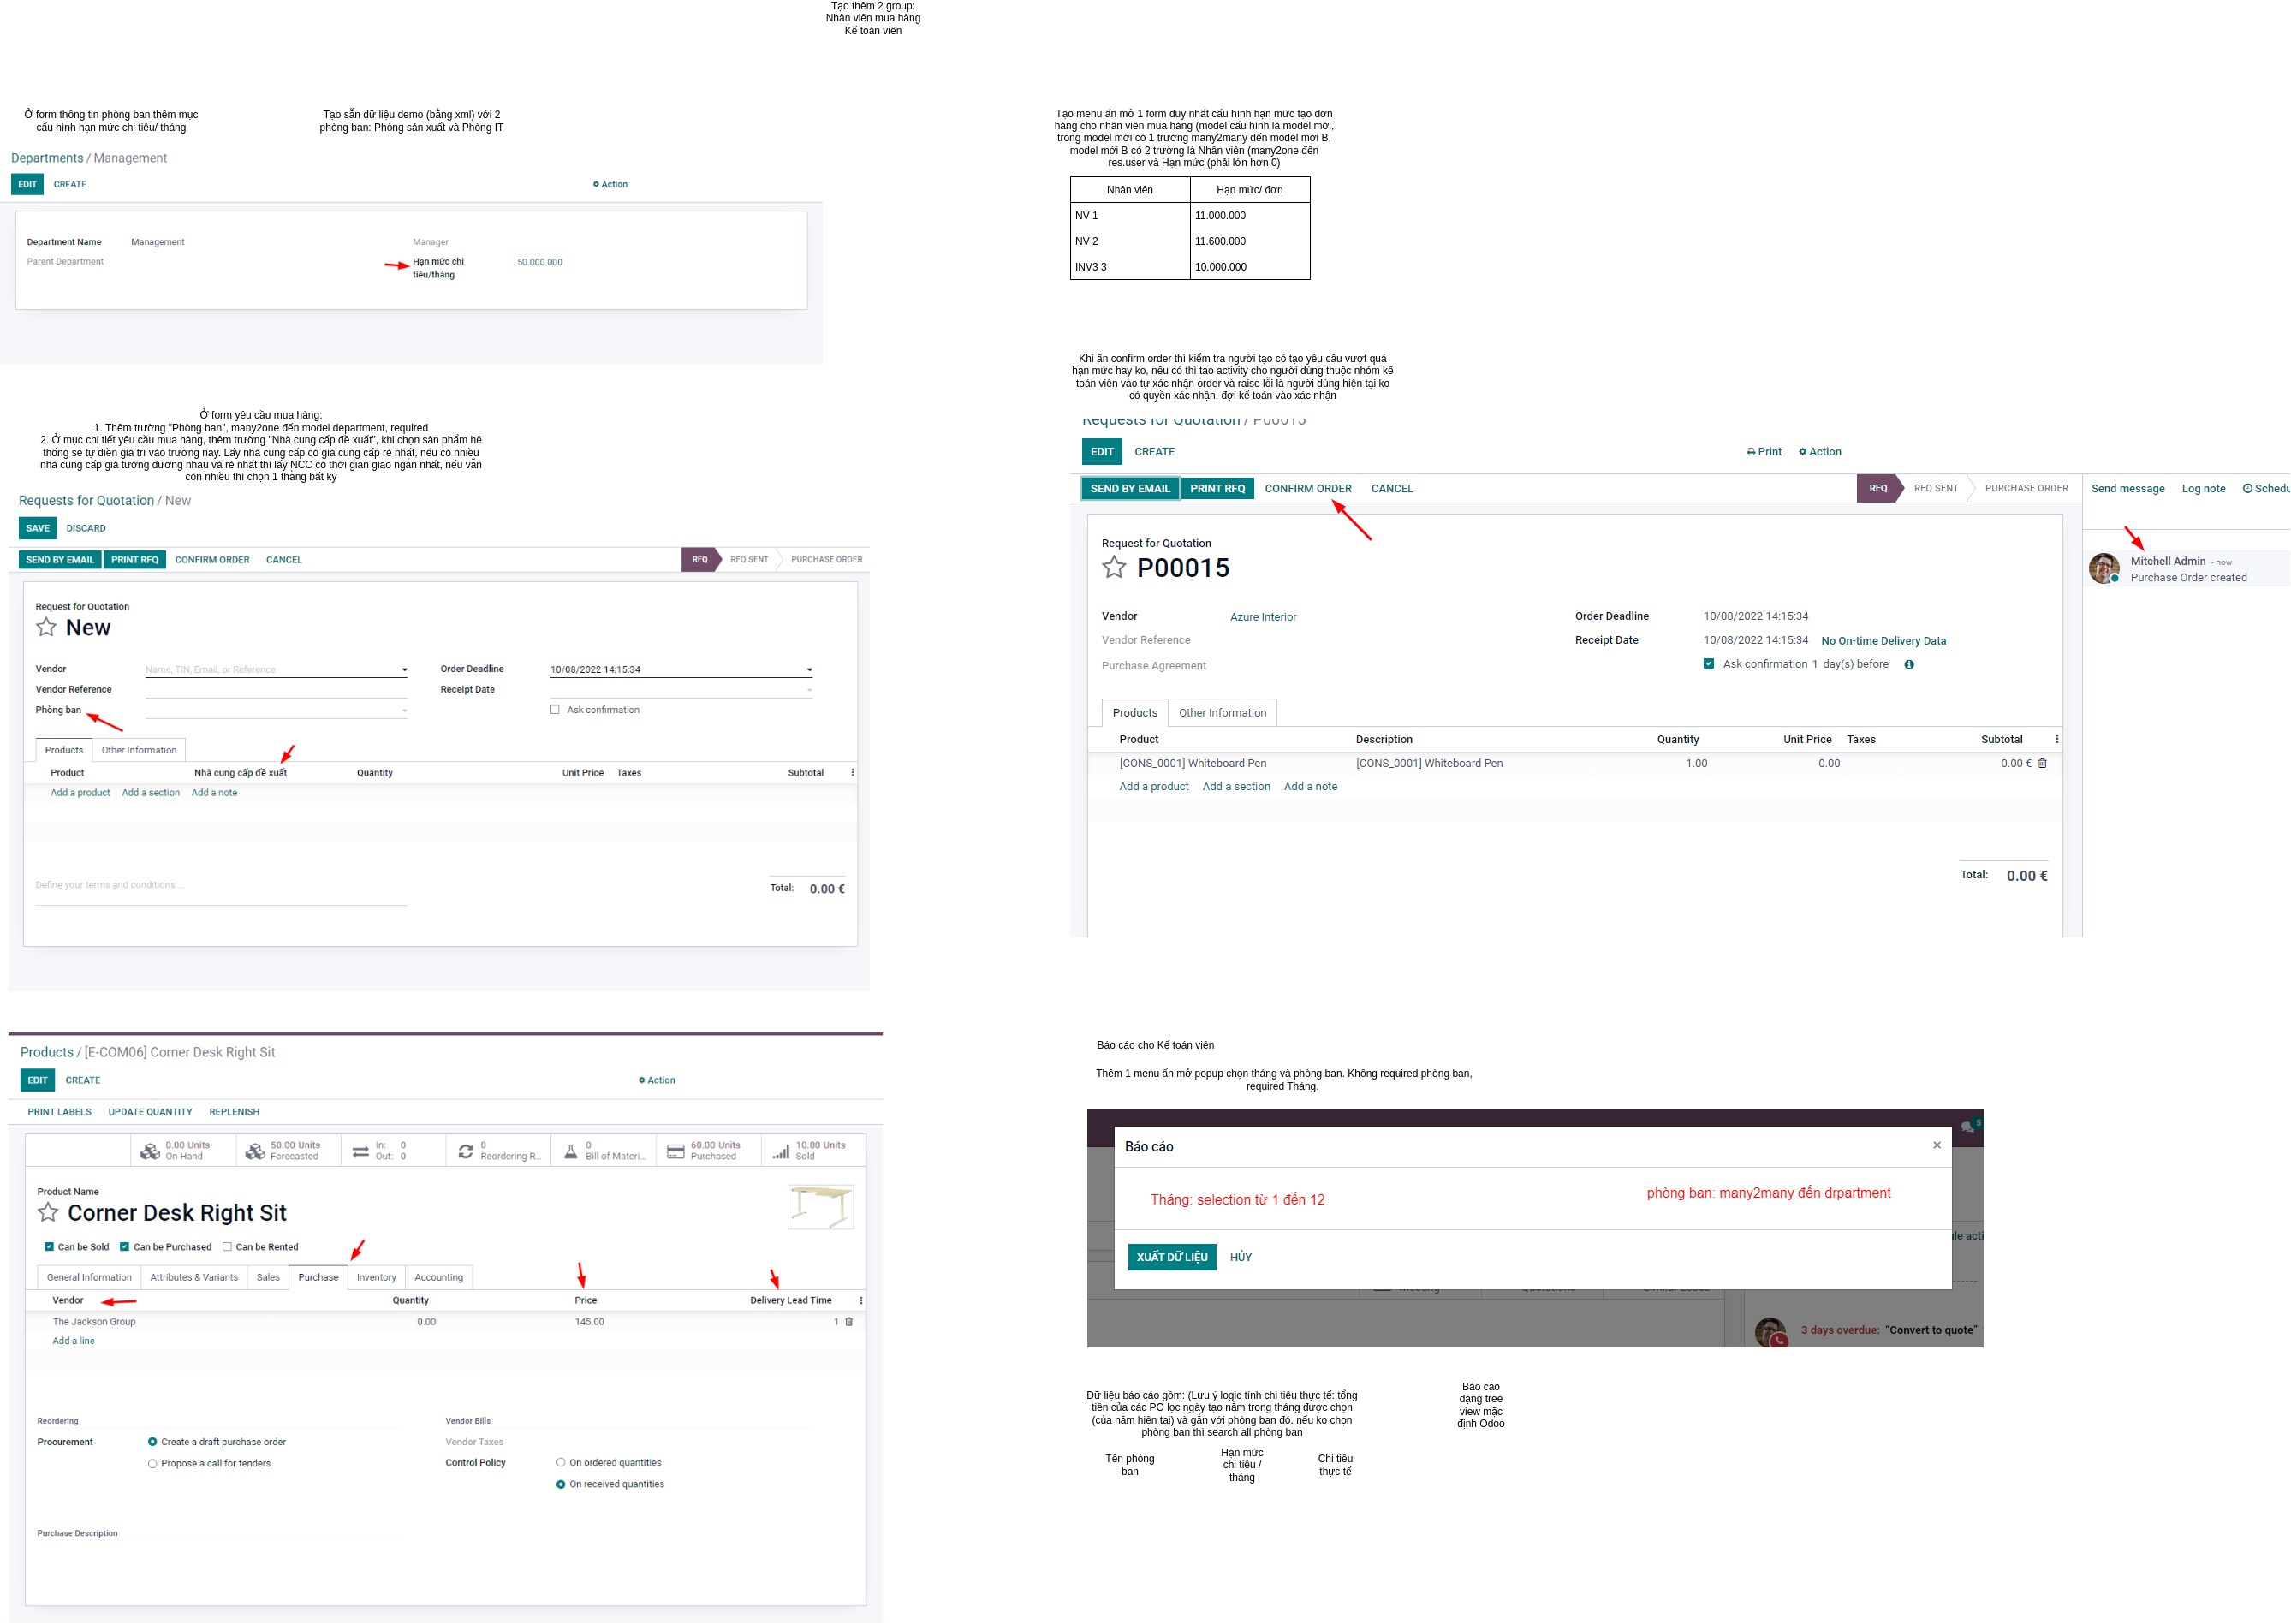 Tạo thêm 2 group:
Nhân viên mua hàng
Kế toán viên
Ở form thông tin phòng ban thêm mục
cấu hình hạn mức chi tiêu/ tháng
Tạo sẵn dữ liệu demo (bằng xml) với 2
phòng ban: Phòng sản xuất và Phòng IT
Departments / Management
EDIT CREATE Action
Department Name Management Manager
Parent Department Hạn mức chi
tiêu/tháng 50.000.000
Ở form yêu cầu mua hàng:
1. Thêm trường "Phòng ban", many2one đến model department, required
2. Ở mục chi tiết yêu cầu mua hàng, thêm trường "Nhà cung cấp đề xuất", khi chọn sản phẩm hệ
thống sẽ tự điền giá trị vào trường này. Lấy nhà cung cấp có giá cung cấp rẻ nhất, nếu có nhiều
nhà cung cấp giá tương đương nhau và rẻ nhất thì lấy NCC có thời gian giao ngắn nhất, nếu vẫn
còn nhiều thì chọn 1 thằng bất kỳ
Requests for Quotation / New
SAVE DISCARD
SEND BY EMAIL PRINT RFQ CONFIRM ORDER CANCEL RFQ RFQ SENT PURCHASE ORDER
Request for Quotation
New
Vendor Name, TIN, Email, or Reference Order Deadline 10/08/2022 14:15:34
Vendor Reference Receipt Date
Phòng ban Ask confirmation
Products Other Information
Product Nhà cung cấp đề xuất Quantity Unit Price Taxes Subtotal
Add a product Add a section Add a note
Define your terms and conditions ...
Total: 0.00 €
Products / [E-COM06] Corner Desk Right Sit
EDIT CREATE Action
PRINT LABELS UPDATE QUANTITY REPLENISH
0.00 Units 50.00 Units In: 0 0 0 60.00 Units 10.00 Units
On Hand Forecasted Out: 0 Reordering R... Bill of Materi... Purchased Sold
Product Name
Corner Desk Right Sit
Can be Sold Can be Purchased Can be Rented
General Information Attributes & Variants Sales Purchase Inventory Accounting
Vendor Quantity Price Delivery Lead Time
The Jackson Group 0.00 145.00 1
Add a line
Reordering Vendor Bills
Procurement Create a draft purchase order Vendor Taxes
Propose a call for tenders Control Policy On ordered quantities
On received quantities
Purchase Description
Tạo menu ấn mở 1 form duy nhất cấu hình hạn mức tạo đơn
hàng cho nhân viên mua hàng (model cấu hình là model mới,
trong model mới có 1 trường many2many đến model mới B,
model mới B có 2 trường là Nhân viên (many2one đến
res.user và Hạn mức (phải lớn hơn 0)
Nhân viên Hạn mức/ đơn
NV 1 11.000.000
NV 2 11.600.000
INV3 3 10.000.000
Khi ấn confirm order thì kiểm tra người tạo có tạo yêu cầu vượt quá
hạn mức hay ko, nếu có thì tạo activity cho người dùng thuộc nhóm kế
toán viên vào tự xác nhận order và raise lỗi là người dùng hiện tại ko
có quyền xác nhận, đợi kế toán vào xác nhận
Requests for Quotation / P00015
EDIT CREATE Print Action
SEND BY EMAIL PRINT RFQ CONFIRM ORDER CANCEL RFQ RFQ SENT PURCHASE ORDER Send message Log note Schedu
Request for Quotation
P00015
Mitchell Admin - now
Purchase Order created
Vendor Azure Interior Order Deadline 10/08/2022 14:15:34
Vendor Reference Receipt Date 10/08/2022 14:15:34 No On-time Delivery Data
Purchase Agreement Ask confirmation 1 day(s) before
Products Other Information
Product Description Quantity Unit Price Taxes Subtotal
[CONS_0001] Whiteboard Pen [CONS_0001] Whiteboard Pen 1.00 0.00 0.00 €
Add a product Add a section Add a note
Total: 0.00 €
Báo cáo cho Kế toán viên
Thêm 1 menu ấn mở popup chọn tháng và phòng ban. Không required phòng ban,
required Tháng.
5
Báo cáo ×
Tháng: selection từ 1 đến 12 phòng ban: many2many đến drpartment
XUẤT DỮ LIỆU HỦY
3 days overdue: “Convert to quote”
Dữ liệu báo cáo gồm: (Lưu ý logic tính chi tiêu thực tế: tổng
tiền của các PO lọc ngày tạo nằm trong tháng được chọn
(của năm hiện tại) và gắn với phòng ban đó. nếu ko chọn
phòng ban thì search all phòng ban
Báo cáo
dạng tree
view mặc
định Odoo
Tên phòng
ban
Hạn mức
chi tiêu /
tháng
Chi tiêu
thực tế